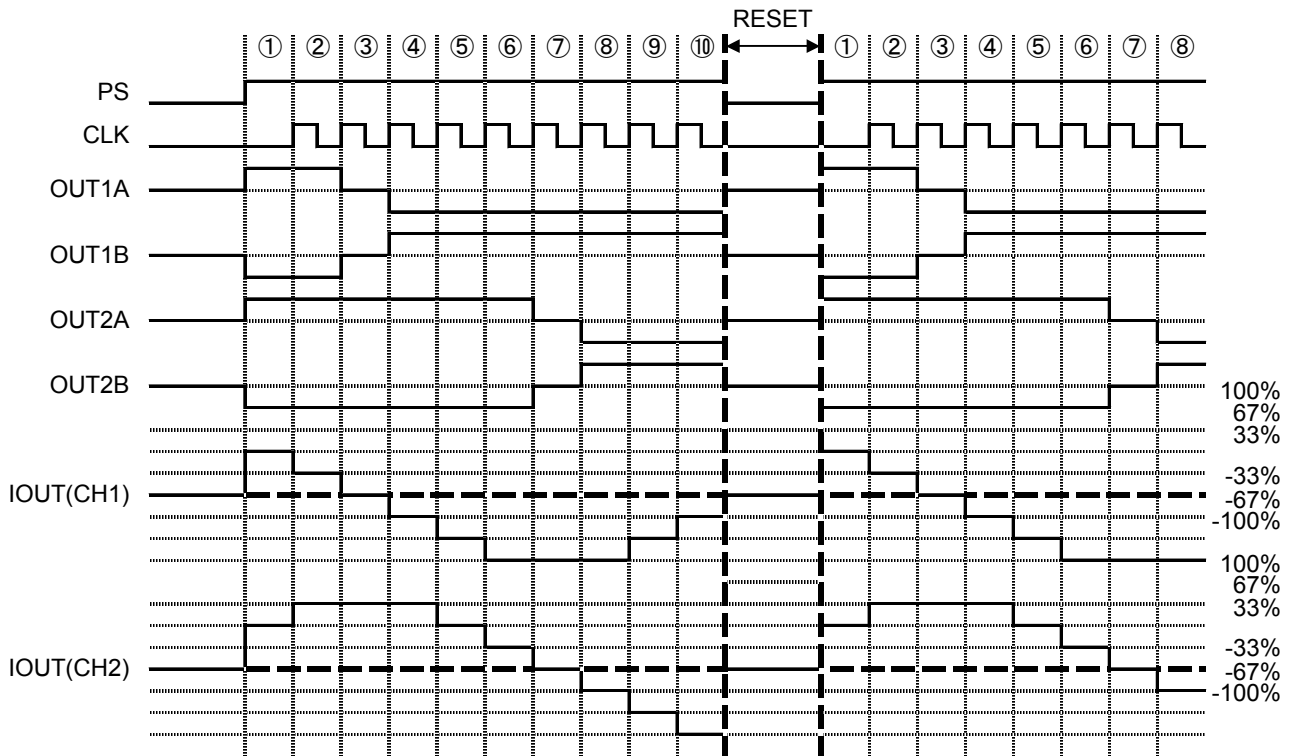 RESET
① ② ③ ④ ⑤ ⑥ ⑦ ⑧ ⑨ ⑩ ① ② ③ ④ ⑤ ⑥ ⑦ ⑧
PS
CLK
OUT1A
OUT1B
OUT2A
OUT2B
100%
67%
33%
-33%
IOUT(CH1)
-67%
-100%
100%
67%
33%
-33%
IOUT(CH2)
-67%
-100%